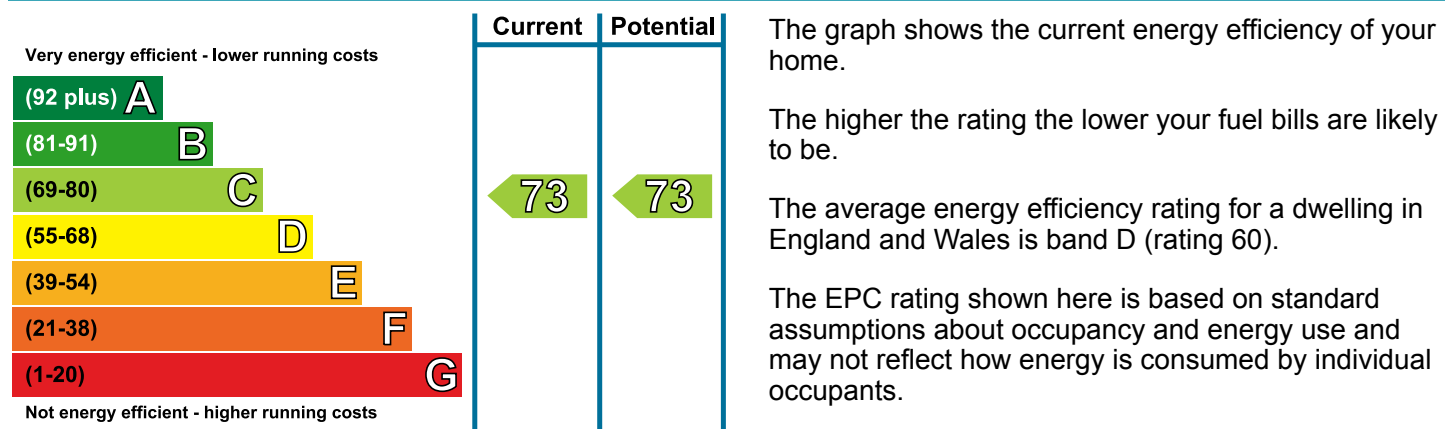 Current Potential
Very energy efficient - lower running costs
(92 plus) A
(81-91) B
(69-80) C
73 73
(55-68) D
(39-54) E
(21-38) F
(1-20) G
Not energy efficient - higher running costs
The graph shows the current energy efficiency of your
home.
The higher the rating the lower your fuel bills are likely
to be.
The average energy efficiency rating for a dwelling in
England and Wales is band D (rating 60).
The EPC rating shown here is based on standard
assumptions about occupancy and energy use and
may not reflect how energy is consumed by individual
occupants.